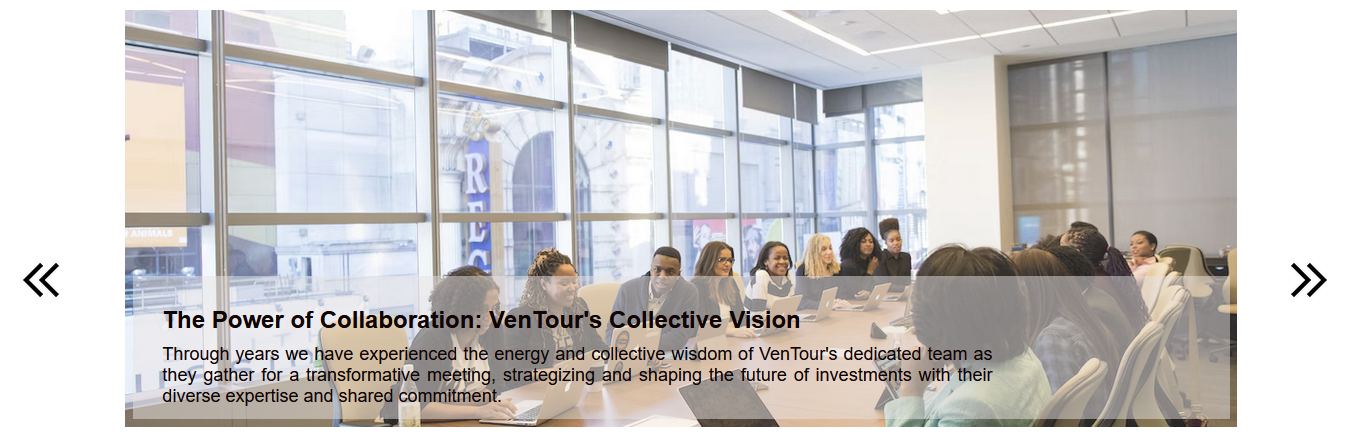 Y ANIMALS
REC
The Power of Collaboration: VenTour's Collective Vision
Through years we have experienced the energy and collective wisdom of VenTour's dedicated team as
they gather for a transformative meeting, strategizing and shaping the future of investments with their
diverse expertise and shared commitment.